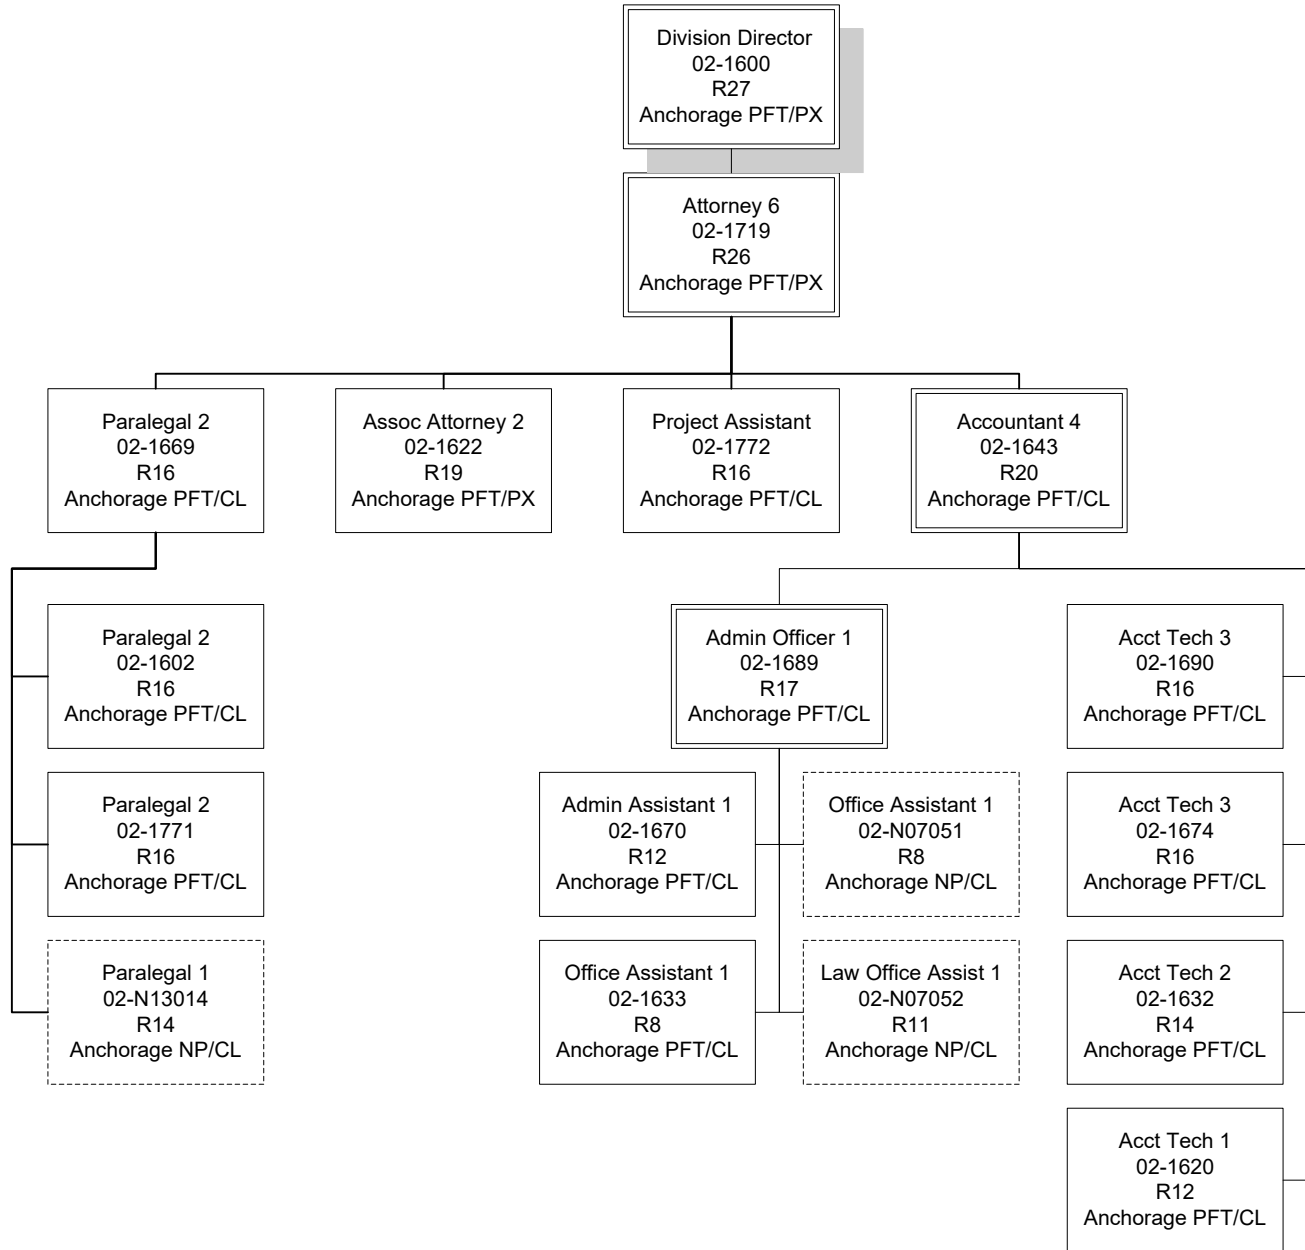 Division Director
02-1600
R27
Anchorage PFT/PX
Attorney 6
02-1719
R26
Anchorage PFT/PX
Paralegal 2
02-1669
R16
Anchorage PFT/CL
Assoc Attorney 2
02-1622
R19
Anchorage PFT/PX
Project Assistant
02-1772
R16
Anchorage PFT/CL
Accountant 4
02-1643
R20
Anchorage PFT/CL
Paralegal 2
02-1602
R16
Anchorage PFT/CL
Admin Officer 1
02-1689
R17
Anchorage PFT/CL
Acct Tech 3
02-1690
R16
Anchorage PFT/CL
Paralegal 2
02-1771
R16
Anchorage PFT/CL
Admin Assistant 1
02-1670
R12
Anchorage PFT/CL
Office Assistant 1
02-N07051
R8
Anchorage NP/CL
Acct Tech 3
02-1674
R16
Anchorage PFT/CL
Paralegal 1
02-N13014
R14
Anchorage NP/CL
Office Assistant 1
02-1633
R8
Anchorage PFT/CL
Law Office Assist 1
02-N07052
R11
Anchorage NP/CL
Acct Tech 2
02-1632
R14
Anchorage PFT/CL
Acct Tech 1
02-1620
R12
Anchorage PFT/CL